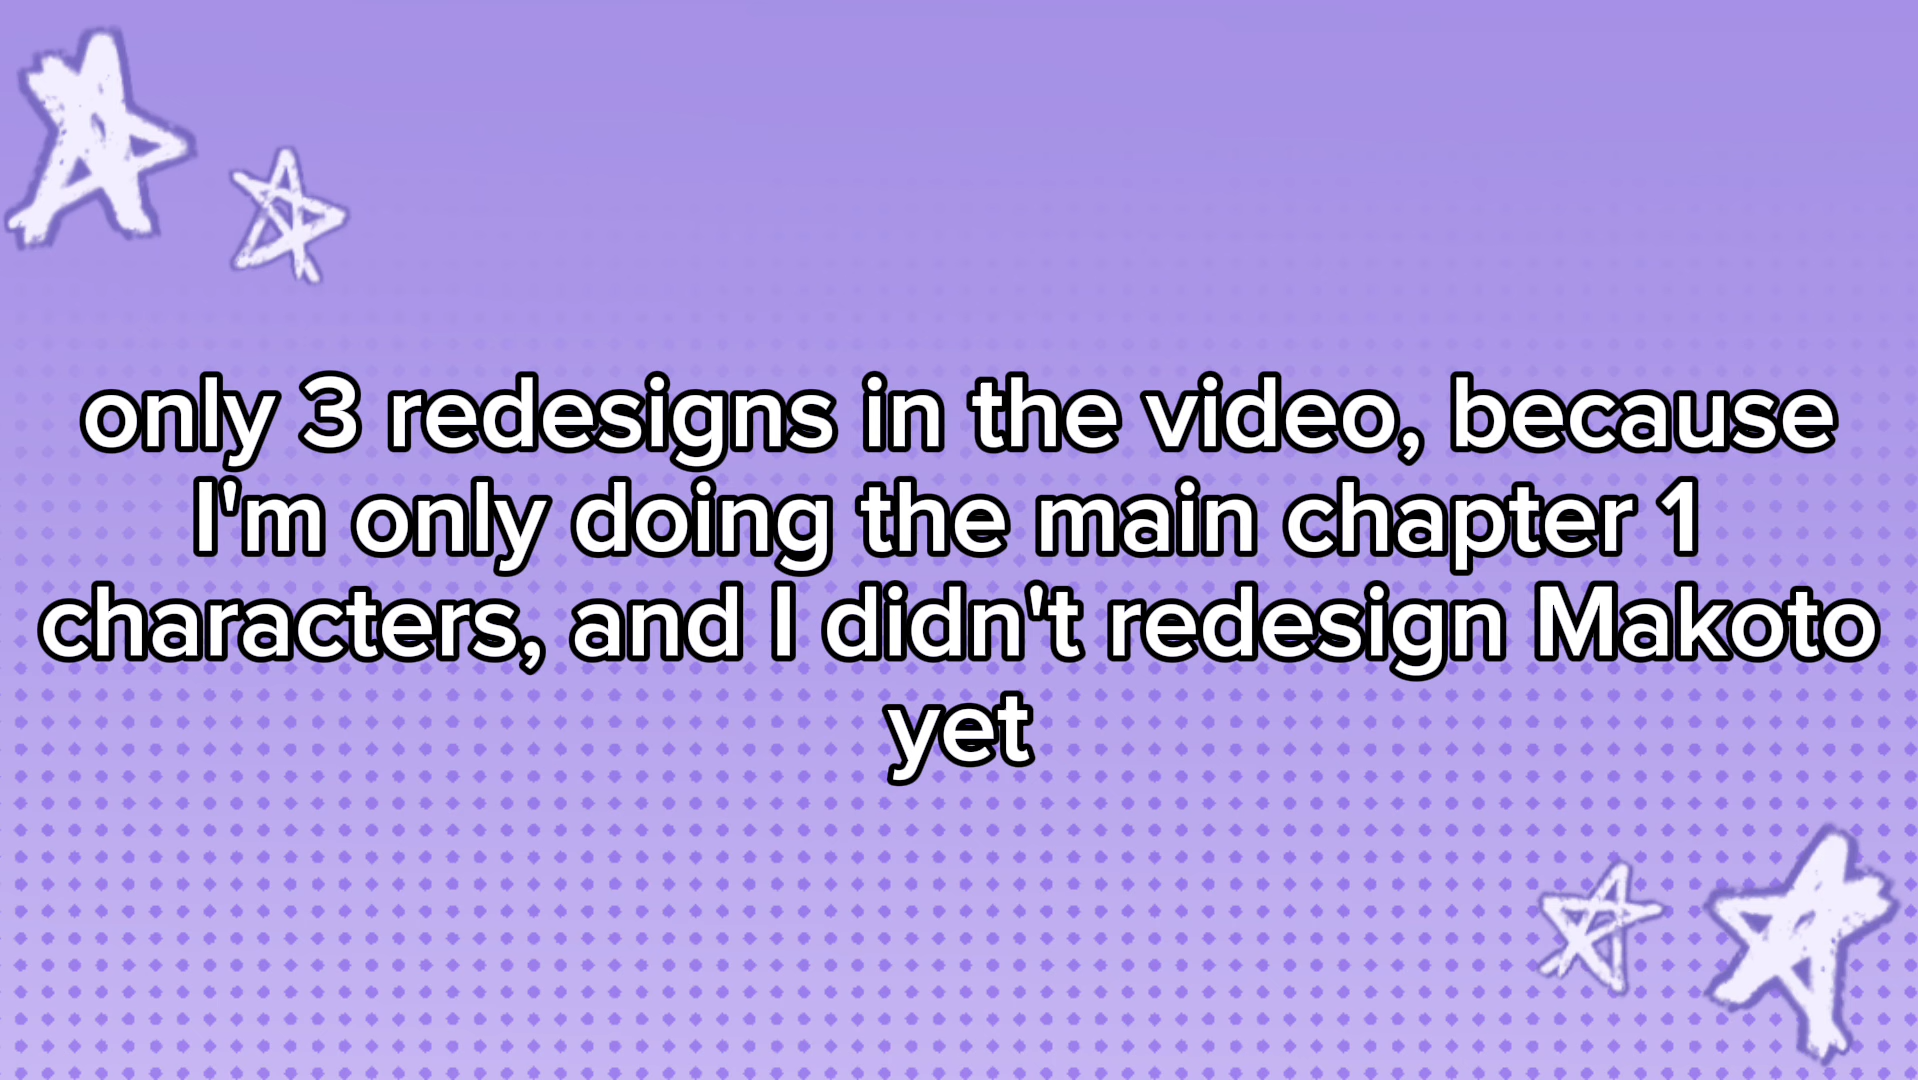 only 3 redesigns in the video, because
I'm only doing the main chapter 1
characters, and I didn't redesign Makoto
yet